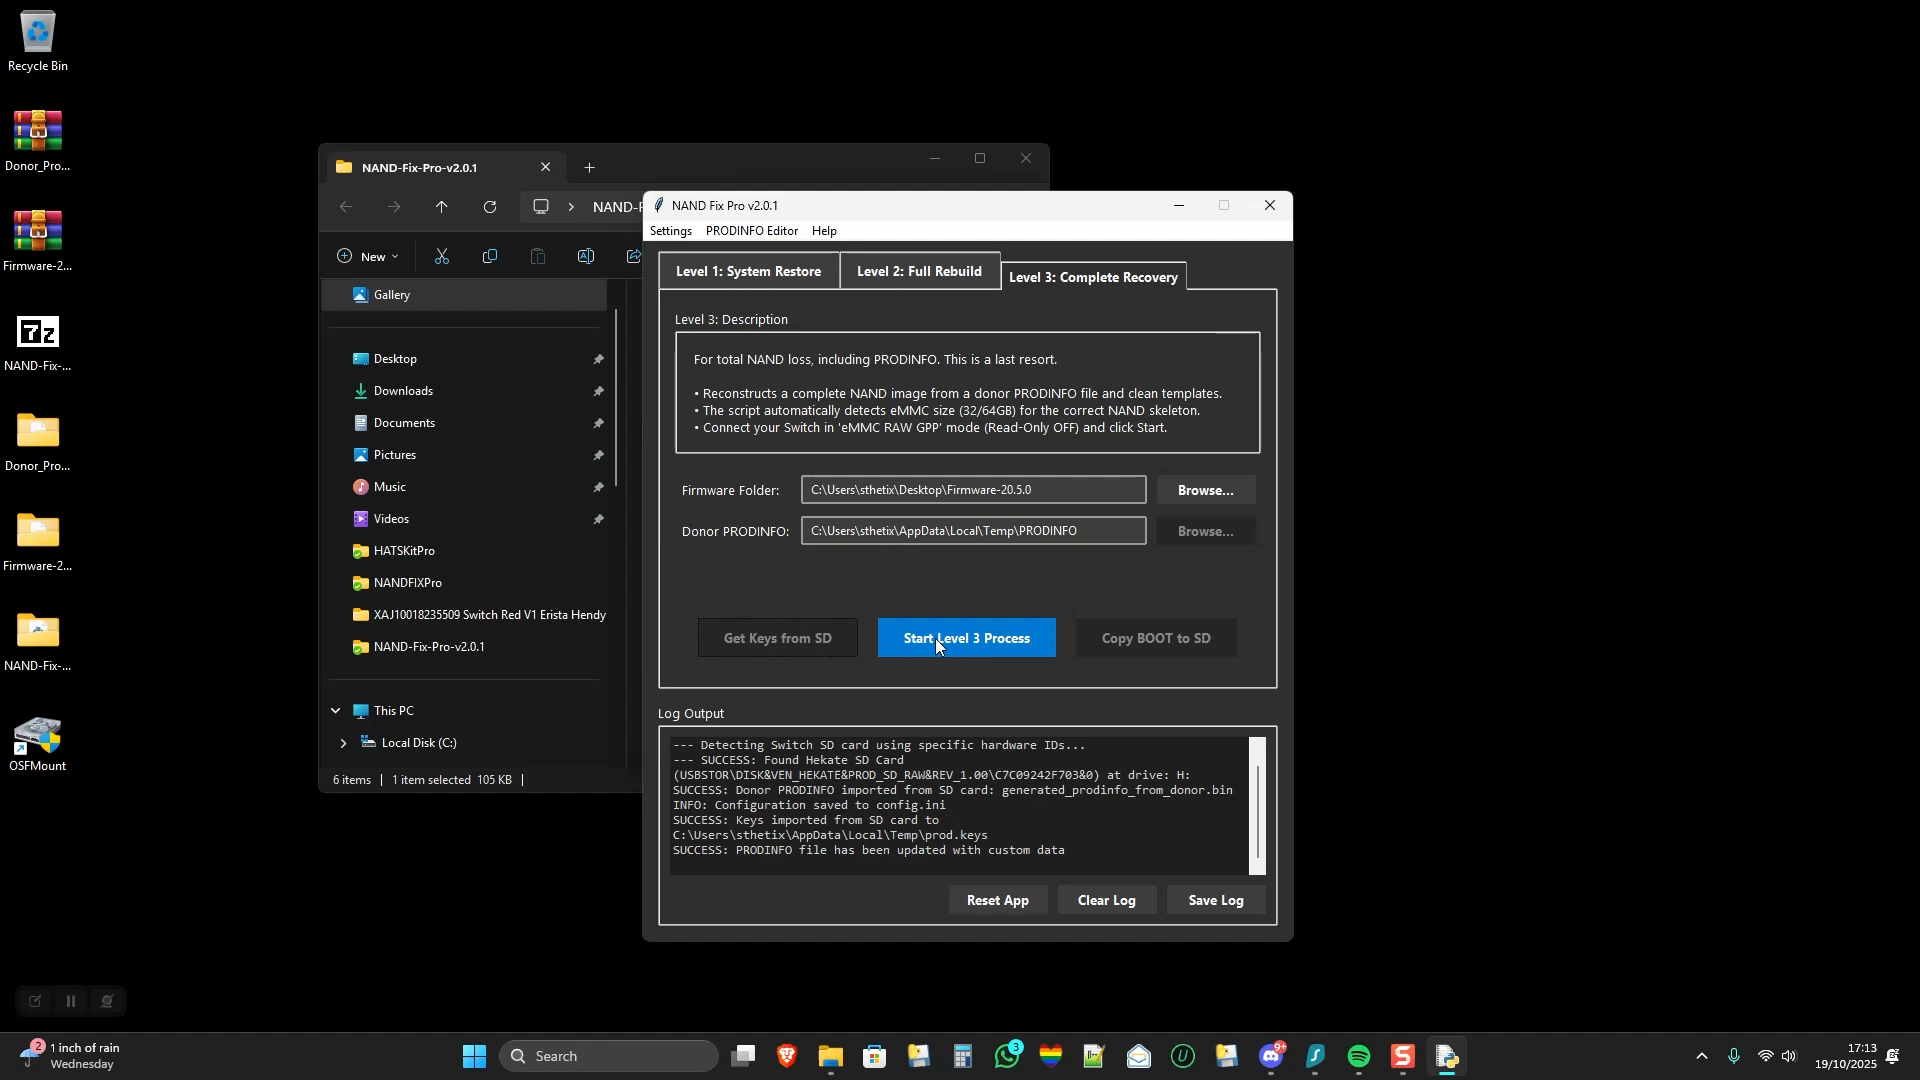 Recycle Bin
Donor_Pro...
Firmware-2...
7z
NAND-Fix-...
Donor_Pro...
Firmware-2...
NAND-Fix-...
OSFMount
NAND-Fix-Pro-v2.0.1
NAND-F
New
Gallery
Desktop
Downloads
Documents
Pictures
Music
Videos
HATSKitPro
NANDFIXPro
XAJ10018235509 Switch Red V1 Erista Hendy
NAND-Fix-Pro-v2.0.1
This PC
Local Disk (C:)
6 items | 1 item selected 105 KB |
NAND Fix Pro v2.0.1
Settings PRODINFO Editor Help
Level 1: System Restore Level 2: Full Rebuild Level 3: Complete Recovery
Level 3: Description
For total NAND loss, including PRODINFO. This is a last resort.
• Reconstructs a complete NAND image from a donor PRODINFO file and clean templates.
• The script automatically detects eMMC size (32/64GB) for the correct NAND skeleton.
• Connect your Switch in 'eMMC RAW GPP' mode (Read-Only OFF) and click Start.
Firmware Folder: C:\Users\sthetix\Desktop\Firmware-20.5.0 Browse...
Donor PRODINFO: C:\Users\sthetix\AppData\Local\Temp\PRODINFO Browse...
Get Keys from SD Start Level 3 Process Copy BOOT to SD
Log Output
--- Detecting Switch SD card using specific hardware IDs...
--- SUCCESS: Found Hekate SD Card
(USBSTOR\DISK&VEN_HEKATE&PROD_SD_RAW&REV_1.00\C7C09242F703&0) at drive: H:
SUCCESS: Donor PRODINFO imported from SD card: generated_prodinfo_from_donor.bin
INFO: Configuration saved to config.ini
SUCCESS: Keys imported from SD card to
C:\Users\sthetix\AppData\Local\Temp\prod.keys
SUCCESS: PRODINFO file has been updated with custom data
Reset App Clear Log Save Log
2
1 inch of rain
Wednesday
Search
3
9+
17:13
19/10/2025